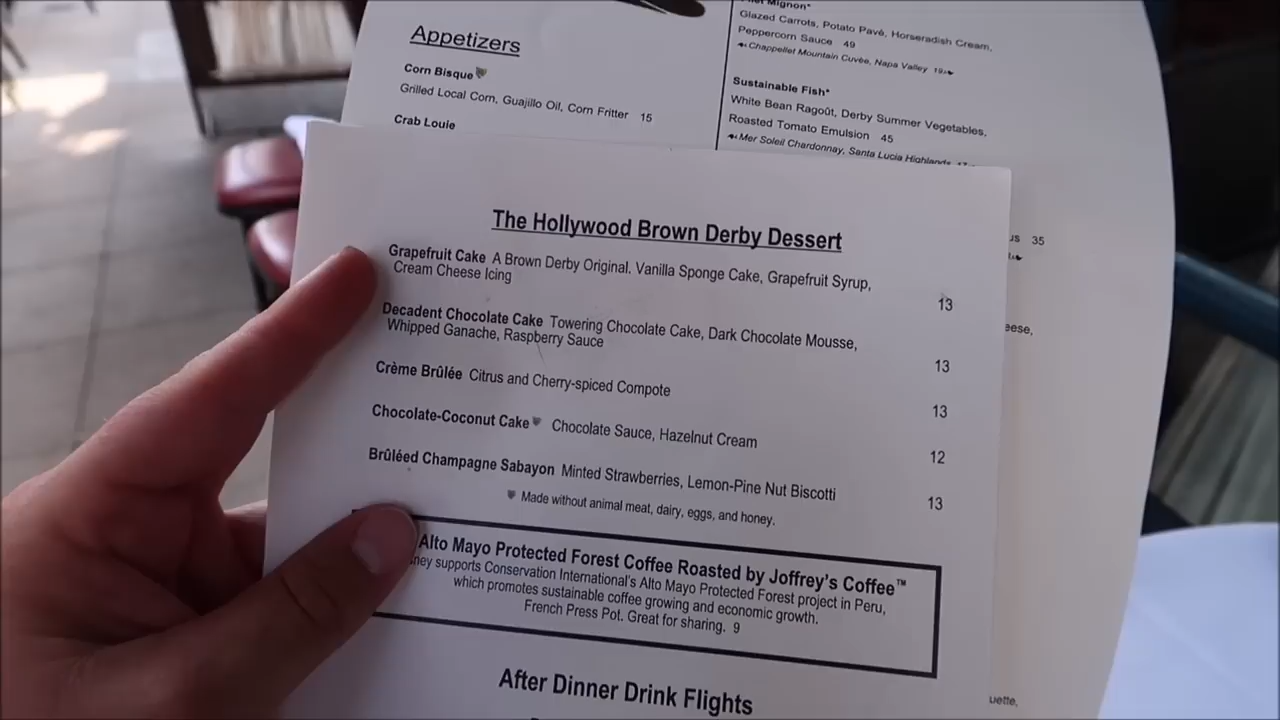 Appetizers
Corn Bisque
Grilled Local Corn, Guajillo Oil, Corn Fritter 15
Crab Louie
Mignon*
Glazed Carrots, Potato Pavé, Horseradish Cream,
Peppercorn Sauce 49
Chappellet Mountain Cuvée, Napa Valley 19
Sustainable Fish*
White Bean Ragoût, Derby Summer Vegetables,
Roasted Tomato Emulsion 45
Mer Soleil Chardonnay, Santa Lucia Highlands
35
The Hollywood Brown Derby Dessert
Grapefruit Cake A Brown Derby Original. Vanilla Sponge Cake, Grapefruit Syrup,
Cream Cheese Icing 13
Decadent Chocolate Cake Towering Chocolate Cake, Dark Chocolate Mousse,
Whipped Ganache, Raspberry Sauce 13
Crème Brûlée Citrus and Cherry-spiced Compote 13
Chocolate-Coconut Cake Chocolate Sauce, Hazelnut Cream 12
Brûléed Champagne Sabayon Minted Strawberries, Lemon-Pine Nut Biscotti 13
Made without animal meat, dairy, eggs, and honey.
Alto Mayo Protected Forest Coffee Roasted by Joffrey's Coffee™
supports Conservation International's Alto Mayo Protected Forest project in Peru,
which promotes sustainable coffee growing and economic growth.
French Press Pot. Great for sharing. 9
After Dinner Drink Flights